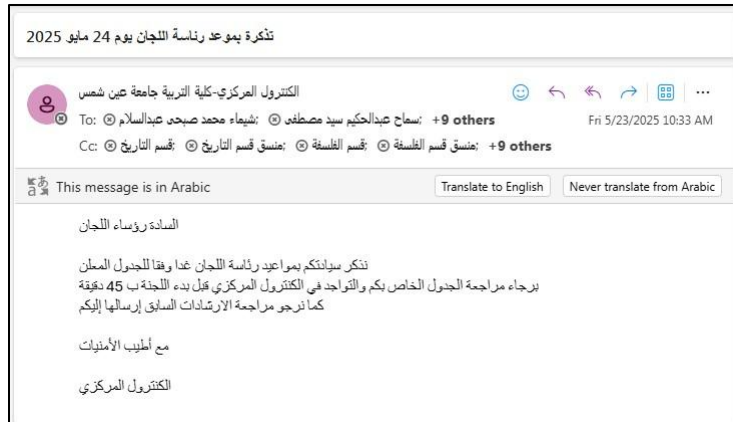 تذكرة بموعد رئاسة اللجان يوم 24 مايو 2025
الكنترول المركزي-كلية التربية جامعة عين شمس
To: سماح عبدالحكيم سيد مصطفى; شيماء محمد صبحى عبدالسلام; +9 others
Fri 5/23/2025 10:33 AM
Cc: منسق قسم الفلسفة; قسم الفلسفة; منسق قسم التاريخ; قسم التاريخ; +9 others
This message is in Arabic
Translate to English
Never translate from Arabic
السادة رؤساء اللجان
نذكر سيادتكم بمواعيد رئاسة اللجان غدا وفقا للجدول المعلن
برجاء مراجعة الجدول الخاص بكم والتواجد في الكنترول المركزي قبل بدء اللجنة ب 45 دقيقة
كما نرجو مراجعة الارشادات السابق إرسالها إليكم
مع أطيب الأمنيات
الكنترول المركزي